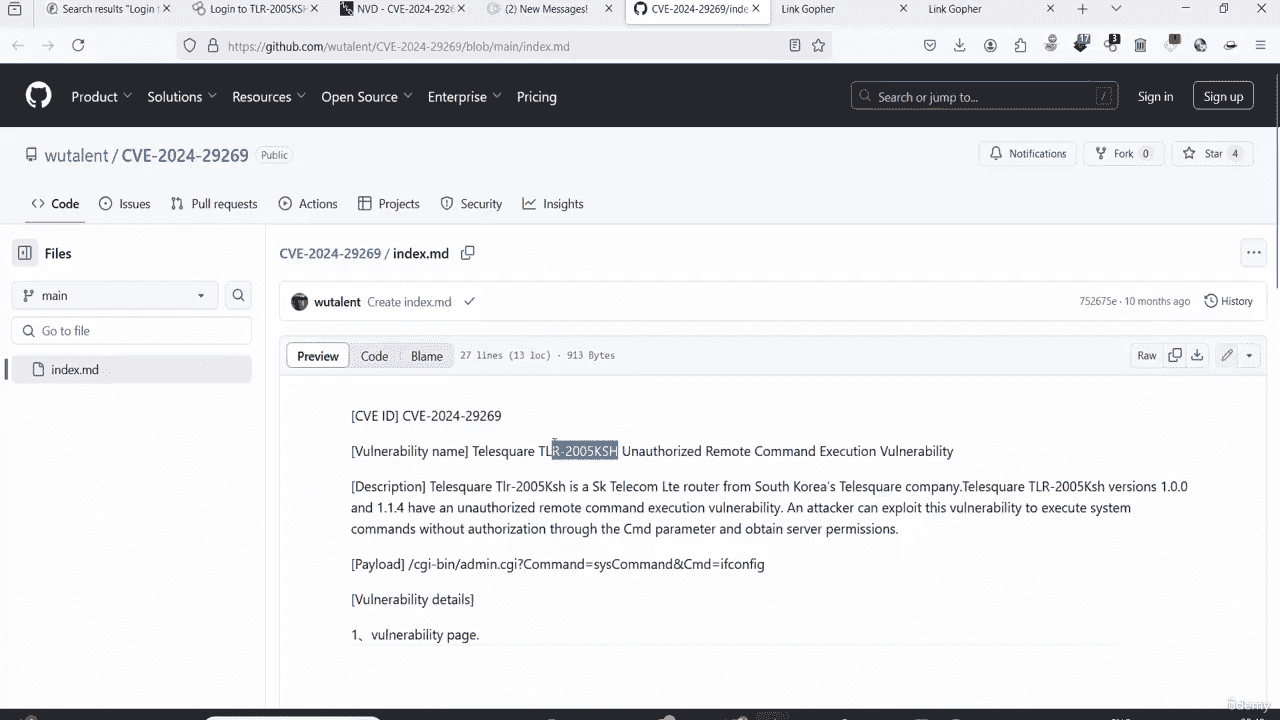 Search results "Login t
Login to TLR-2005KSH
NVD - CVE-2024-292
(2) New Messages!
CVE-2024-29269/inde
Link Gopher
Link Gopher
https://github.com/wutalent/CVE-2024-29269/blob/main/index.md
17
3
Product
Solutions
Resources
Open Source
Enterprise
Pricing
Search or jump to...
/
Sign in
Sign up
wutalent / CVE-2024-29269
Public
Notifications
Fork 0
Star 4
Code
Issues
Pull requests
Actions
Projects
Security
Insights
Files
main
Go to file
index.md
CVE-2024-29269 / index.md
wutalent Create index.md
752675e · 10 months ago
History
Preview
Code
Blame
27 lines (13 loc) · 913 Bytes
Raw
[CVE ID] CVE-2024-29269
[Vulnerability name] Telesquare TLR-2005KSH Unauthorized Remote Command Execution Vulnerability
[Description] Telesquare Tlr-2005Ksh is a Sk Telecom Lte router from South Korea's Telesquare company.Telesquare TLR-2005Ksh versions 1.0.0
and 1.1.4 have an unauthorized remote command execution vulnerability. An attacker can exploit this vulnerability to execute system
commands without authorization through the Cmd parameter and obtain server permissions.
[Payload] /cgi-bin/admin.cgi?Command=sysCommand&Cmd=ifconfig
[Vulnerability details]
1、vulnerability page.
Udemy